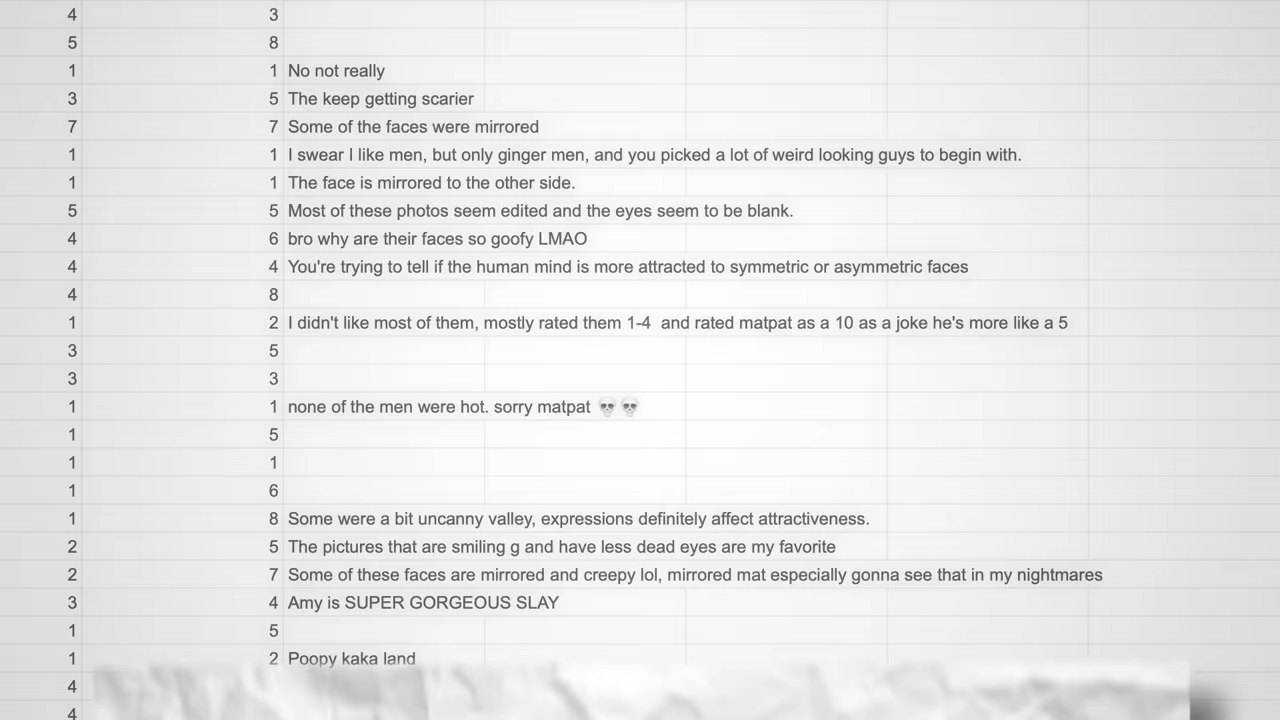 4 3
5 8
1 1 No not really
3 5 The keep getting scarier
7 7 Some of the faces were mirrored
1 1 I swear I like men, but only ginger men, and you picked a lot of weird looking guys to begin with.
1 1 The face is mirrored to the other side.
5 5 Most of these photos seem edited and the eyes seem to be blank.
4 6 bro why are their faces so goofy LMAO
4 4 You're trying to tell if the human mind is more attracted to symmetric or asymmetric faces
4 8
1 2 I didn't like most of them, mostly rated them 1-4  and rated matpat as a 10 as a joke he's more like a 5
3 5
3 3
1 1 none of the men were hot. sorry matpat 💀💀
1 5
1 1
1 6
1 8 Some were a bit uncanny valley, expressions definitely affect attractiveness.
2 5 The pictures that are smiling g and have less dead eyes are my favorite
2 7 Some of these faces are mirrored and creepy lol, mirrored mat especially gonna see that in my nightmares
3 4 Amy is SUPER GORGEOUS SLAY
1 5
1 2 Poopy kaka land
4
4